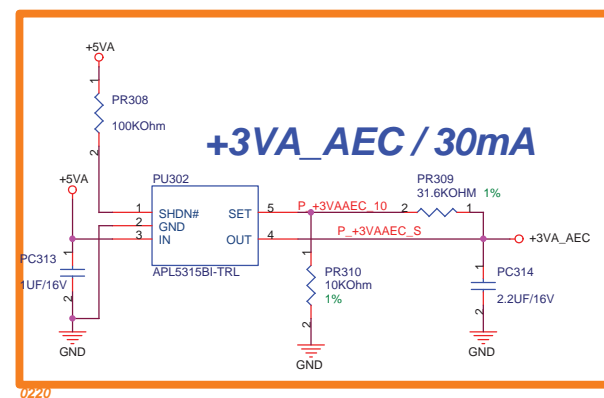 +5VA
1
PR308
100KOhm
2
+3VA_AEC / 30mA
+5VA
PU302
1 SHDN# SET 5 P_+3VAAEC_10 2 PR309 1
31.6KOHM 1%
2 GND
3 IN OUT 4 P_+3VAAEC_S +3VA_AEC
APL5315BI-TRL
PC313 1
1UF/16V
2
1
PR310
10KOhm
1%
2
1
PC314
2.2UF/16V
2
GND
GND
GND
0220